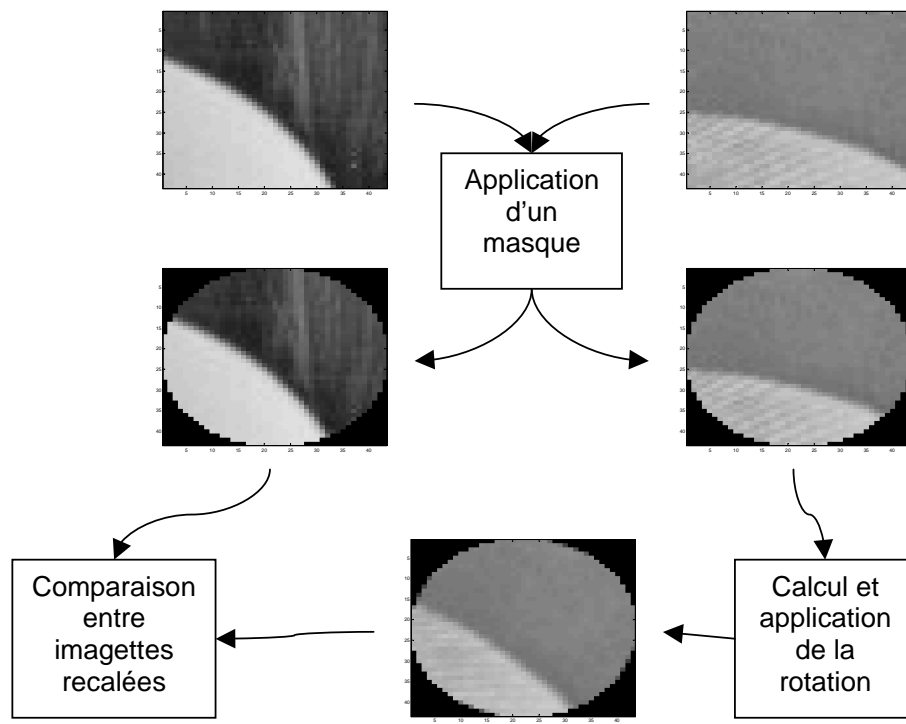 Application
d'un
masque
Comparaison
entre
imagettes
recalées
Calcul et
application
de la
rotation